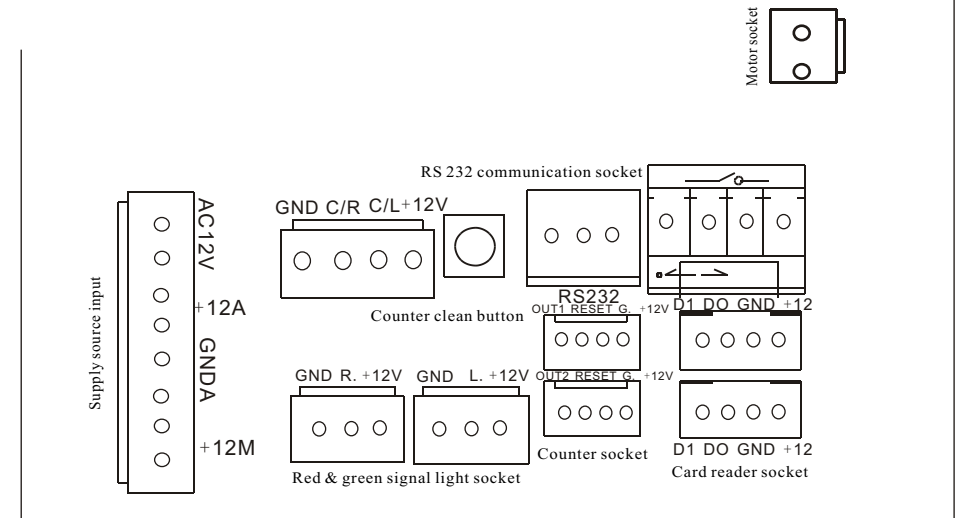 Motor socket
RS 232 communication socket
GND C/R C/L+12V
AC12V
+12A
GNDA
+12M
Supply source input
Counter clean button
RS232
OUT1 RESET G. +12V
D1 DO GND +12
GND R. +12V
GND L. +12V
OUT2 RESET G. +12V
Red & green signal light socket
Counter socket
D1 DO GND +12
Card reader socket